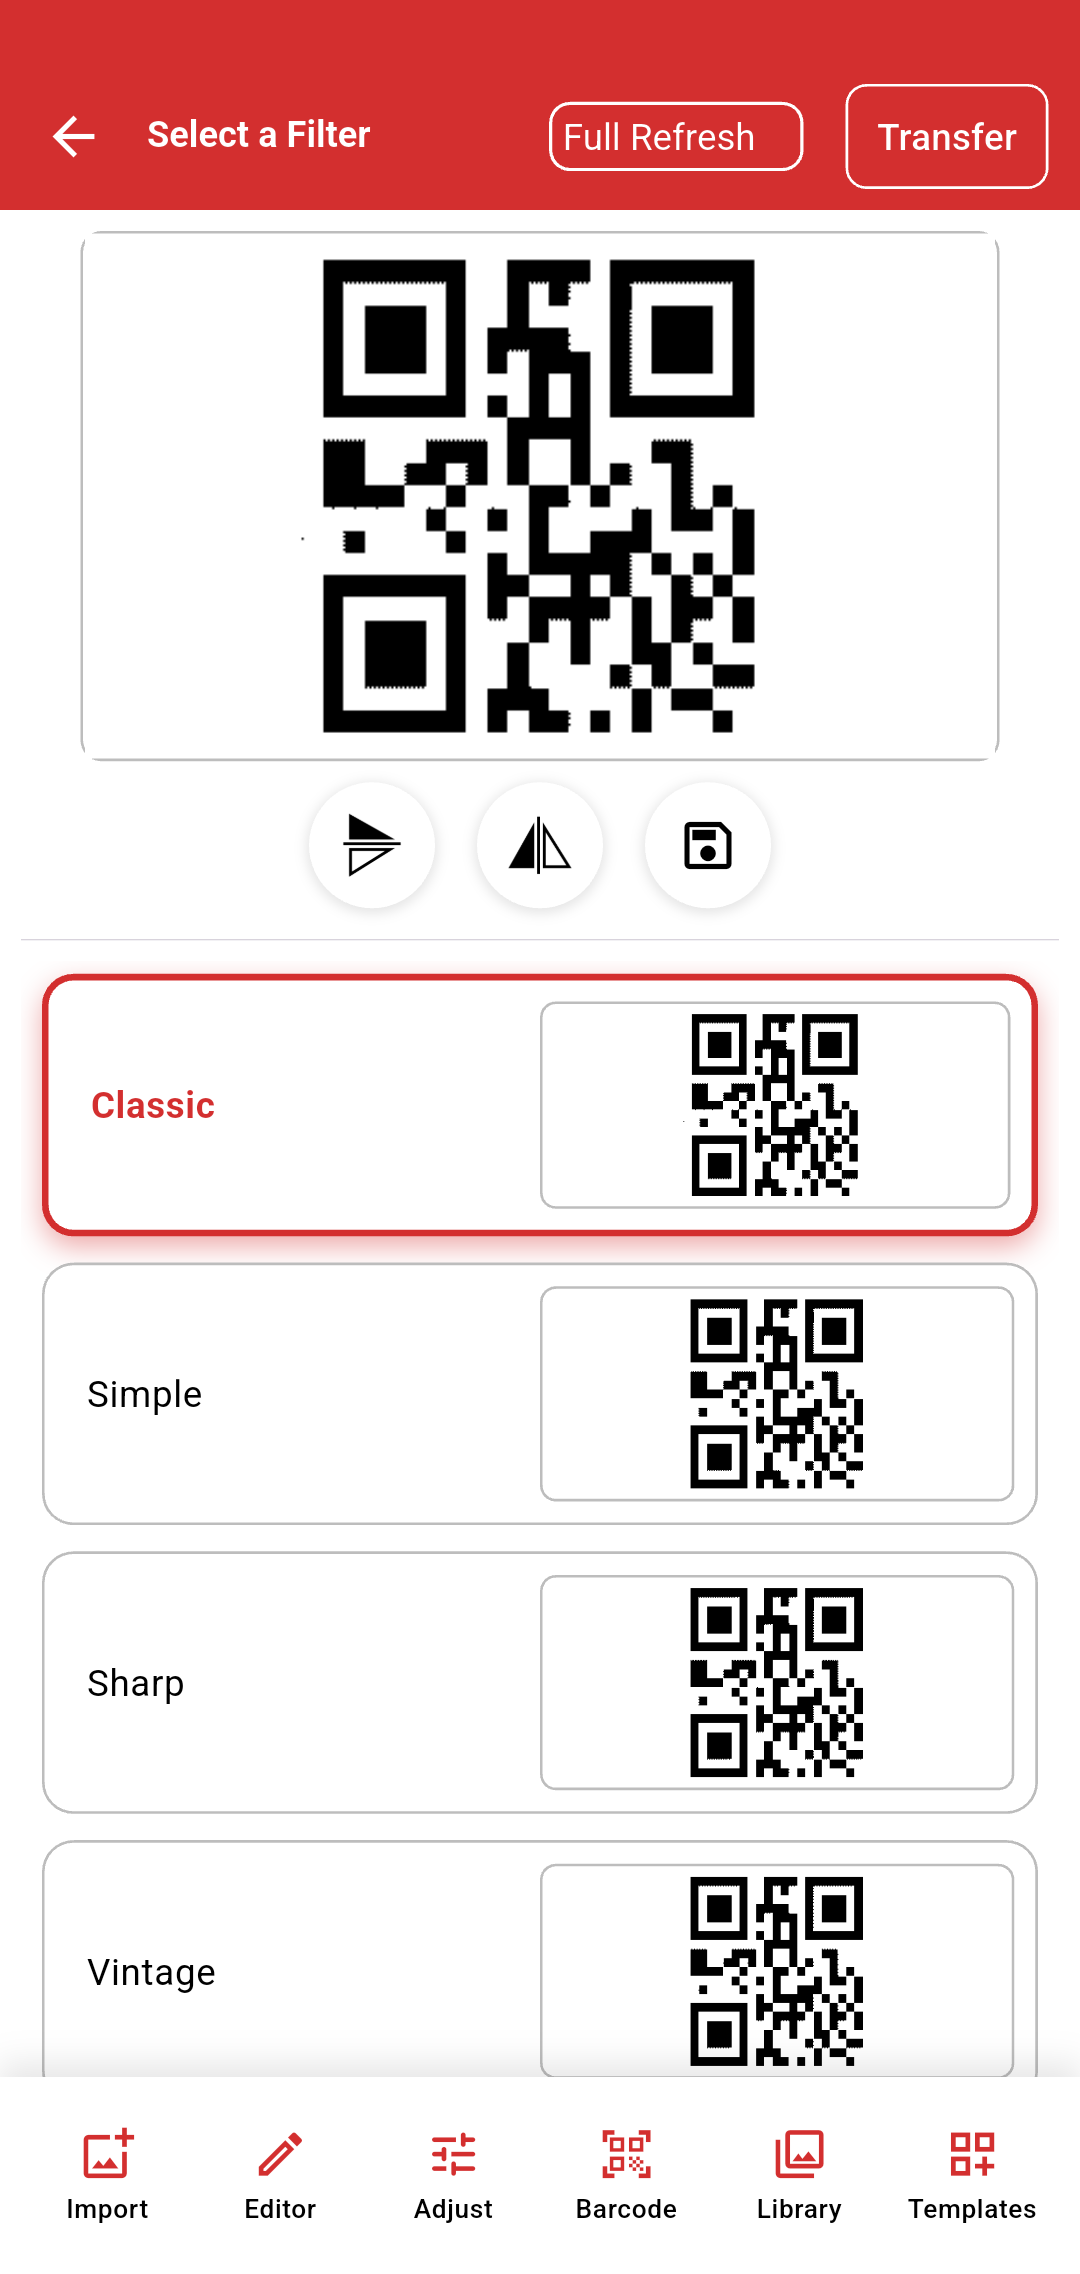 Select a Filter
Full Refresh
Transfer
Classic
Simple
Sharp
Vintage
Import
Editor
Adjust
Barcode
Library
Templates